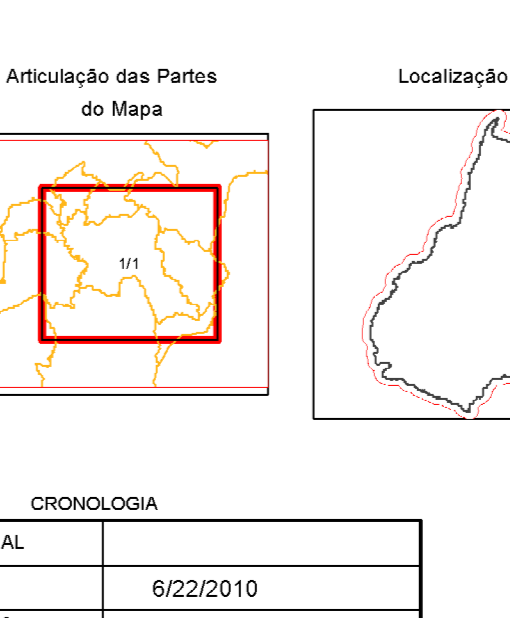 Articulação das Partes
do Mapa
Localização
1/1
CRONOLOGIA
AL
6/22/2010